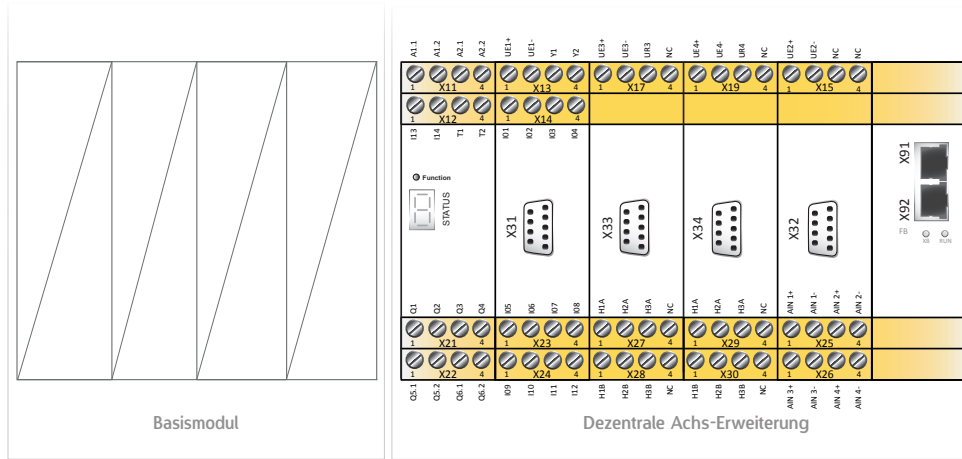 A1.1 A1.2 A2.1 A2.2 UE1+ UE1- Y1 Y2 UE3+ UE3- UR3 NC UE4+ UE4- UR4 NC UE2+ UE2- NC NC
1 X11 4 1 X13 4 1 X17 4 1 X19 4 1 X15 4
1 X12 4 1 X14 4
I13 I14 T1 T2 I01 I02 I03 I04
Function
STATUS
X31 X33 X34 X32
X91
X92
FB XB RUN
Q1 Q2 Q3 Q4 I05 I06 I07 I08 H1A H2A H3A NC H1A H2A H3A NC AIN 1+ AIN 1- AIN 2+ AIN 2-
1 X21 4 1 X23 4 1 X27 4 1 X29 4 1 X25 4
1 X22 4 1 X24 4 1 X28 4 1 X30 4 1 X26 4
Q5.1 Q5.2 Q6.1 Q6.2 I09 I10 I11 I12 H1B H2B H3B NC H1B H2B H3B NC AIN 3+ AIN 3- AIN 4+ AIN 4-
Basismodul
Dezentrale Achs-Erweiterung